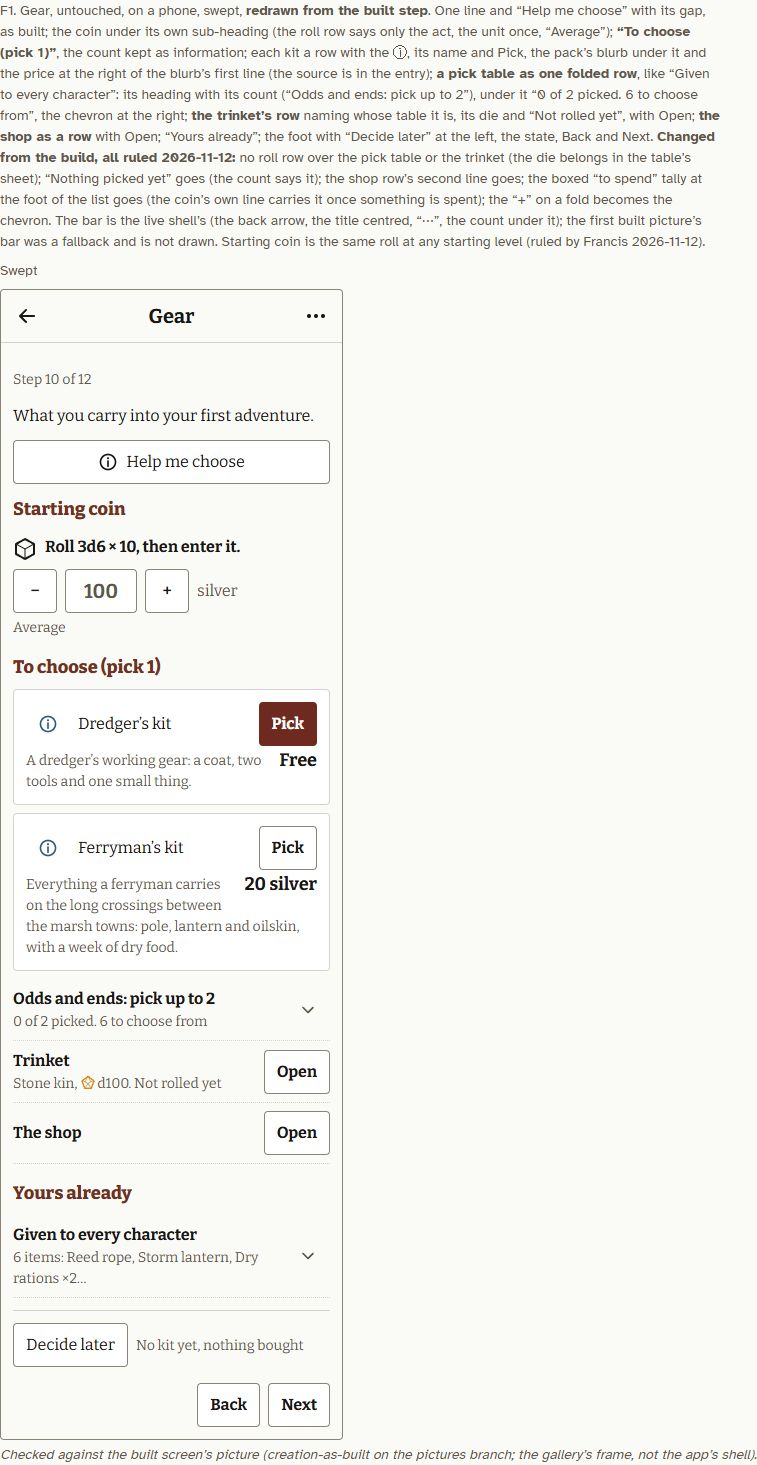 F1. Gear, untouched, on a phone, swept, redrawn from the built step. One line and “Help me choose” with its gap,
as built; the coin under its own sub-heading (the roll row says only the act, the unit once, “Average”); “To choose
(pick 1)”, the count kept as information; each kit a row with the ⓘ, its name and Pick, the pack’s blurb under it and
the price at the right of the blurb’s first line (the source is in the entry); a pick table as one folded row, like “Given
to every character”: its heading with its count (“Odds and ends: pick up to 2”), under it “0 of 2 picked. 6 to choose
from”, the chevron at the right; the trinket’s row naming whose table it is, its die and “Not rolled yet”, with Open; the
shop as a row with Open; “Yours already”; the foot with “Decide later” at the left, the state, Back and Next. Changed
from the build, all ruled 2026-11-12: no roll row over the pick table or the trinket (the die belongs in the table’s
sheet); “Nothing picked yet” goes (the count says it); the shop row’s second line goes; the boxed “to spend” tally at
the foot of the list goes (the coin’s own line carries it once something is spent); the “+” on a fold becomes the
chevron. The bar is the live shell’s (the back arrow, the title centred, “···”, the count under it); the first built picture’s
bar was a fallback and is not drawn. Starting coin is the same roll at any starting level (ruled by Francis 2026-11-12).
Swept
Gear
Step 10 of 12
What you carry into your first adventure.
Help me choose
Starting coin
Roll 3d6 × 10, then enter it.
− 100 + silver
Average
To choose (pick 1)
Dredger’s kit Pick
A dredger’s working gear: a coat, two Free
tools and one small thing.
Ferryman’s kit Pick
Everything a ferryman carries 20 silver
on the long crossings between
the marsh towns: pole, lantern and oilskin,
with a week of dry food.
Odds and ends: pick up to 2
0 of 2 picked. 6 to choose from
Trinket
Stone kin, d100. Not rolled yet
Open
The shop Open
Yours already
Given to every character
6 items: Reed rope, Storm lantern, Dry
rations ×2…
Decide later No kit yet, nothing bought
Back Next
Checked against the built screen’s picture (creation-as-built on the pictures branch; the gallery’s frame, not the app’s shell).